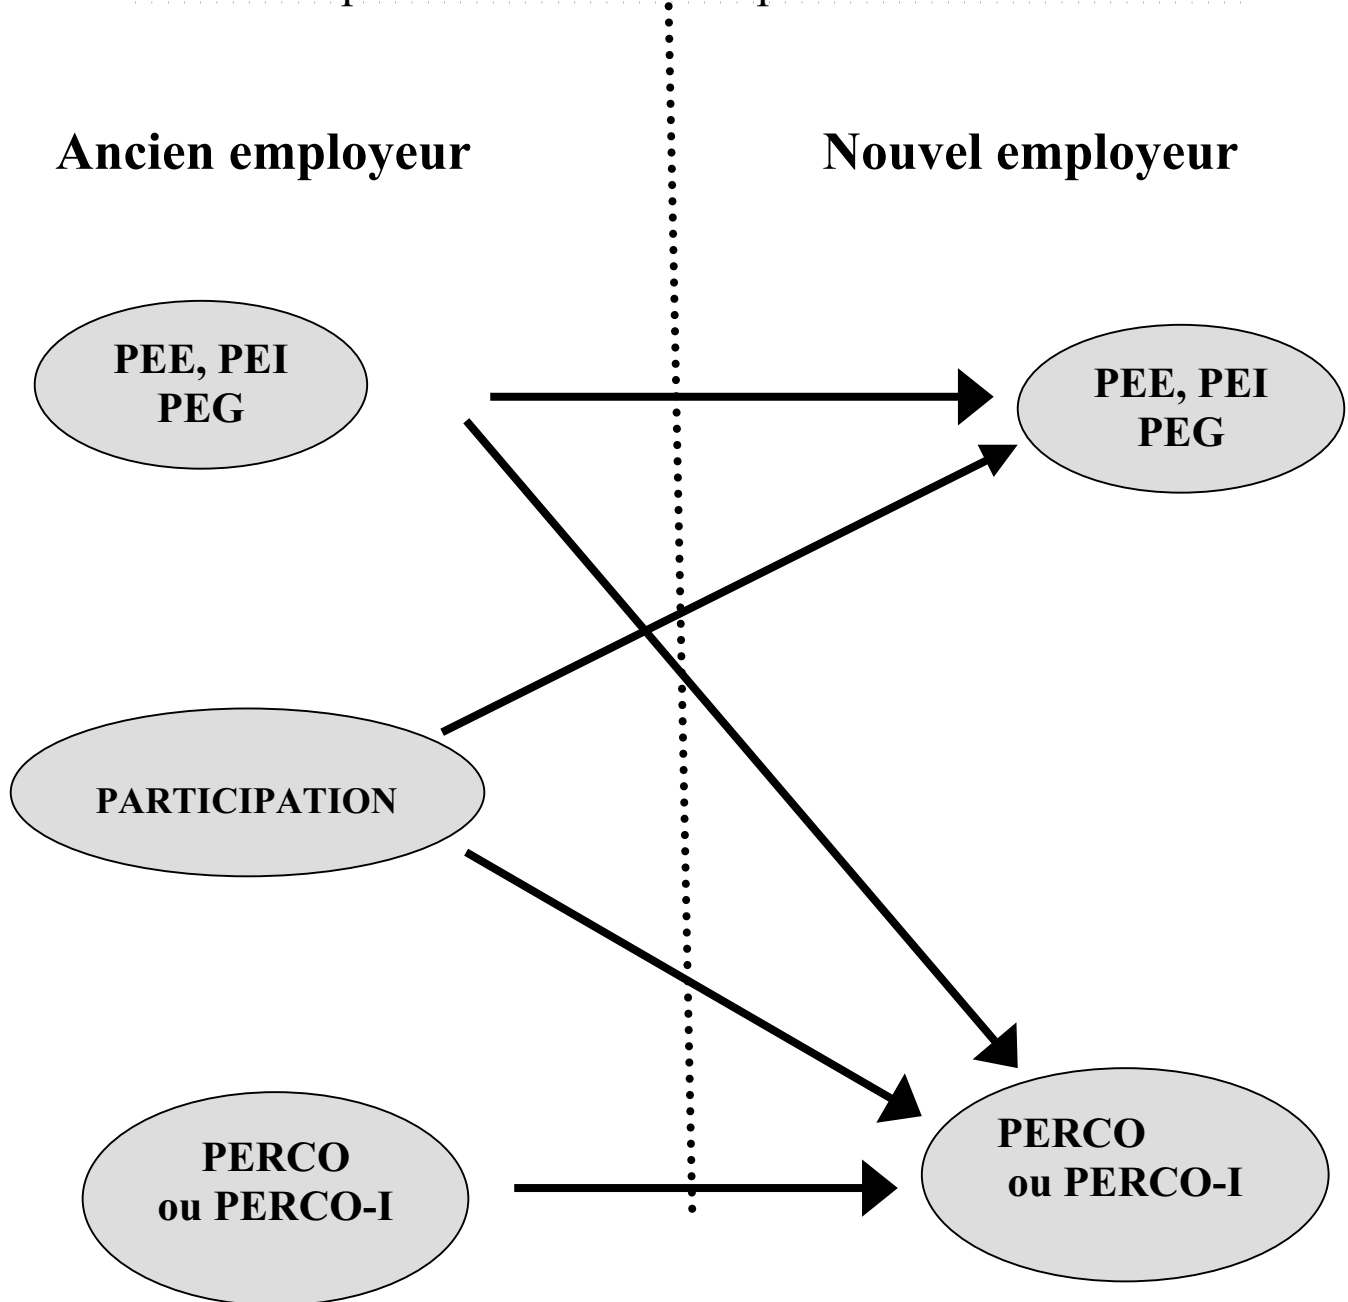 Ancien employeur
Nouvel employeur
PEE, PEI
PEG
PEE, PEI
PEG
PARTICIPATION
PERCO
ou PERCO-I
PERCO
ou PERCO-I